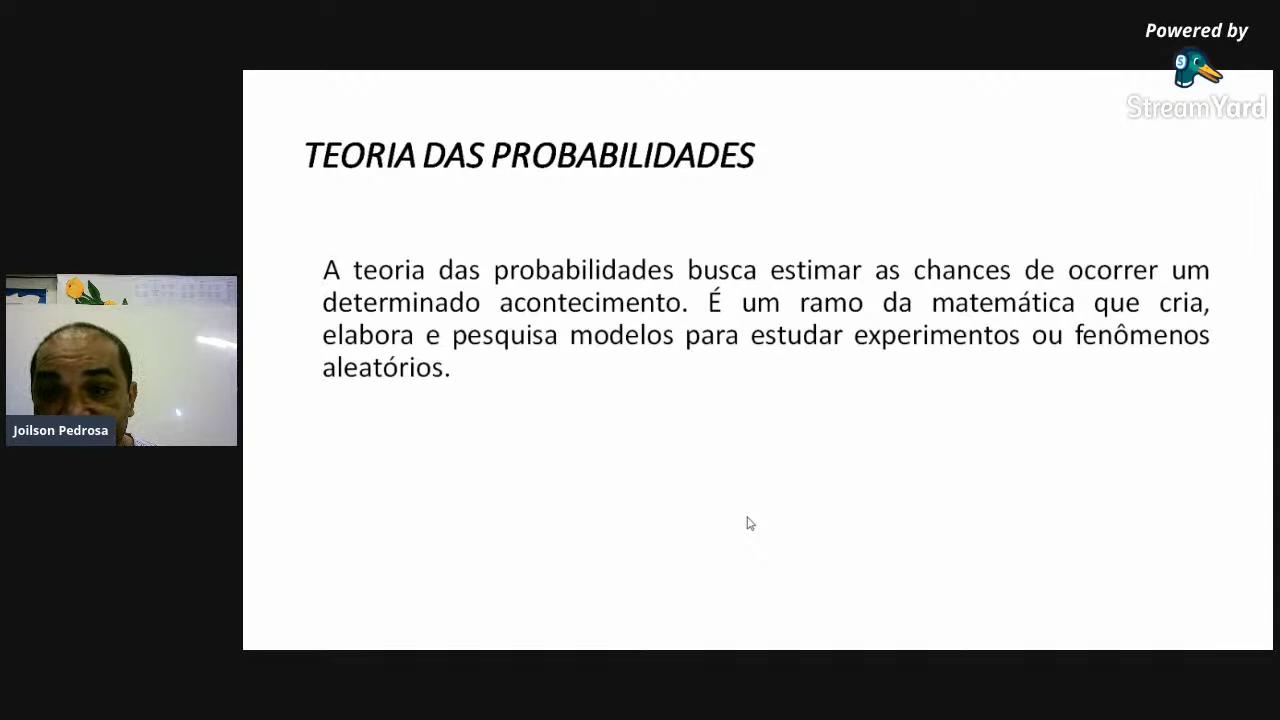 Powered by
StreamYard
TEORIA DAS PROBABILIDADES
A teoria das probabilidades busca estimar as chances de ocorrer um
determinado acontecimento. É um ramo da matemática que cria,
elabora e pesquisa modelos para estudar experimentos ou fenômenos
aleatórios.
Joilson Pedrosa